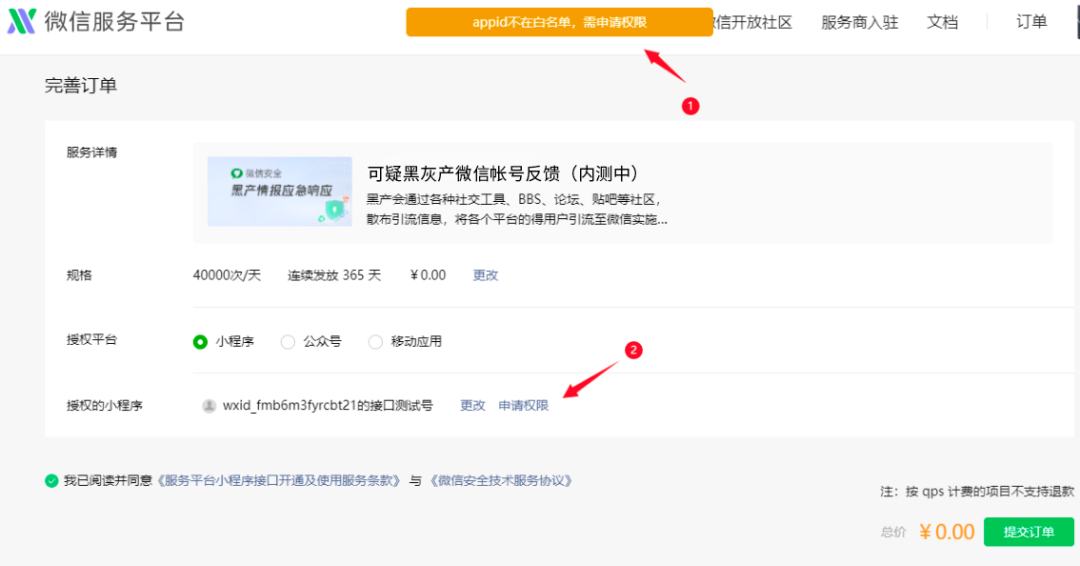 微信服务平台
appid不在白名单，需申请权限
信开放社区
服务商入驻
文档
订单
1
完善订单
服务详情
微信安全
黑产情报应急响应
可疑黑灰产微信帐号反馈（内测中）
黑产会通过各种社交工具、BBS、论坛、贴吧等社区，
散布引流信息，将各个平台的得用户引流至微信实施...
规格
40000次/天 连续发放 365 天 ￥0.00 更改
授权平台
小程序 公众号 移动应用
2
授权的小程序
wxid_fmb6m3fyrcbt21的接口测试号 更改 申请权限
我已阅读并同意《服务平台小程序接口开通及使用服务条款》 与 《微信安全技术服务协议》
注：按 qps 计费的项目不支持退款
总价 ￥0.00 提交订单